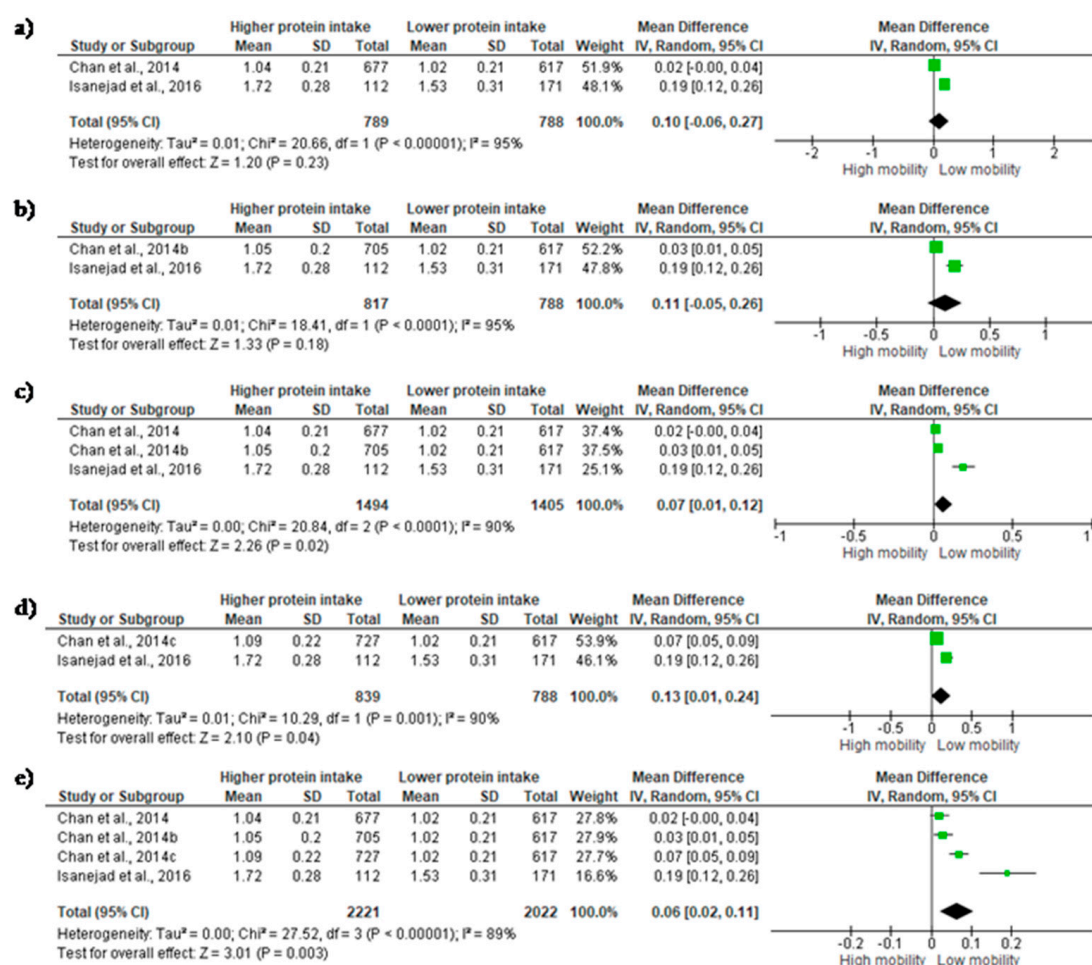 a)
Higher protein intake Lower protein intake Mean Difference Mean Difference
Study or Subgroup Mean SD Total Mean SD Total Weight IV, Random, 95% CI IV, Random, 95% CI
Chan et al., 2014 1.04 0.21 677 1.02 0.21 617 51.9% 0.02 [-0.00, 0.04]
Isanejad et al., 2016 1.72 0.28 112 1.53 0.31 171 48.1% 0.19 [0.12, 0.26]
Total (95% CI) 789 788 100.0% 0.10 [-0.06, 0.27]
Heterogeneity: Tau² = 0.01; Chi² = 20.66, df = 1 (P < 0.00001); I² = 95%
Test for overall effect: Z = 1.20 (P = 0.23)
-2 -1 0 1 2
High mobility Low mobility
b)
Higher protein intake Lower protein intake Mean Difference Mean Difference
Study or Subgroup Mean SD Total Mean SD Total Weight IV, Random, 95% CI IV, Random, 95% CI
Chan et al., 2014b 1.05 0.2 705 1.02 0.21 617 52.2% 0.03 [0.01, 0.05]
Isanejad et al., 2016 1.72 0.28 112 1.53 0.31 171 47.8% 0.19 [0.12, 0.26]
Total (95% CI) 817 788 100.0% 0.11 [-0.05, 0.26]
Heterogeneity: Tau² = 0.01; Chi² = 18.41, df = 1 (P < 0.0001); I² = 95%
Test for overall effect: Z = 1.33 (P = 0.18)
-1 -0.5 0 0.5 1
High mobility Low mobility
c)
Higher protein intake Lower protein intake Mean Difference Mean Difference
Study or Subgroup Mean SD Total Mean SD Total Weight IV, Random, 95% CI IV, Random, 95% CI
Chan et al., 2014 1.04 0.21 677 1.02 0.21 617 37.4% 0.02 [-0.00, 0.04]
Chan et al., 2014b 1.05 0.2 705 1.02 0.21 617 37.5% 0.03 [0.01, 0.05]
Isanejad et al., 2016 1.72 0.28 112 1.53 0.31 171 25.1% 0.19 [0.12, 0.26]
Total (95% CI) 1494 1405 100.0% 0.07 [0.01, 0.12]
Heterogeneity: Tau² = 0.00; Chi² = 20.84, df = 2 (P < 0.0001); I² = 90%
Test for overall effect: Z = 2.26 (P = 0.02)
-1 -0.5 0 0.5 1
High mobility Low mobility
d)
Higher protein intake Lower protein intake Mean Difference Mean Difference
Study or Subgroup Mean SD Total Mean SD Total Weight IV, Random, 95% CI IV, Random, 95% CI
Chan et al., 2014c 1.09 0.22 727 1.02 0.21 617 53.9% 0.07 [0.05, 0.09]
Isanejad et al., 2016 1.72 0.28 112 1.53 0.31 171 46.1% 0.19 [0.12, 0.26]
Total (95% CI) 839 788 100.0% 0.13 [0.01, 0.24]
Heterogeneity: Tau² = 0.01; Chi² = 10.29, df = 1 (P = 0.001); I² = 90%
Test for overall effect: Z = 2.10 (P = 0.04)
-1 -0.5 0 0.5 1
High mobility Low mobility
e)
Higher protein intake Lower protein intake Mean Difference Mean Difference
Study or Subgroup Mean SD Total Mean SD Total Weight IV, Random, 95% CI IV, Random, 95% CI
Chan et al., 2014 1.04 0.21 677 1.02 0.21 617 27.8% 0.02 [-0.00, 0.04]
Chan et al., 2014b 1.05 0.2 705 1.02 0.21 617 27.9% 0.03 [0.01, 0.05]
Chan et al., 2014c 1.09 0.22 727 1.02 0.21 617 27.7% 0.07 [0.05, 0.09]
Isanejad et al., 2016 1.72 0.28 112 1.53 0.31 171 16.6% 0.19 [0.12, 0.26]
Total (95% CI) 2221 2022 100.0% 0.06 [0.02, 0.11]
Heterogeneity: Tau² = 0.00; Chi² = 27.52, df = 3 (P < 0.00001); I² = 89%
Test for overall effect: Z = 3.01 (P = 0.003)
-0.2 -0.1 0 0.1 0.2
High mobility Low mobility